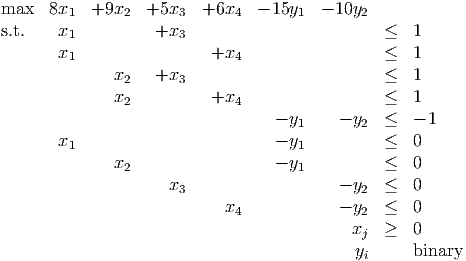 max 8x₁ +9x₂ +5x₃ +6x₄ −15y₁ −10y₂
s.t. x₁ +x₃ ≤ 1
x₁ +x₄ ≤ 1
x₂ +x₃ ≤ 1
x₂ +x₄ ≤ 1
−y₁ −y₂ ≤ −1
x₁ −y₁ ≤ 0
x₂ −y₁ ≤ 0
x₃ −y₂ ≤ 0
x₄ −y₂ ≤ 0
xⱼ ≥ 0
yᵢ binary